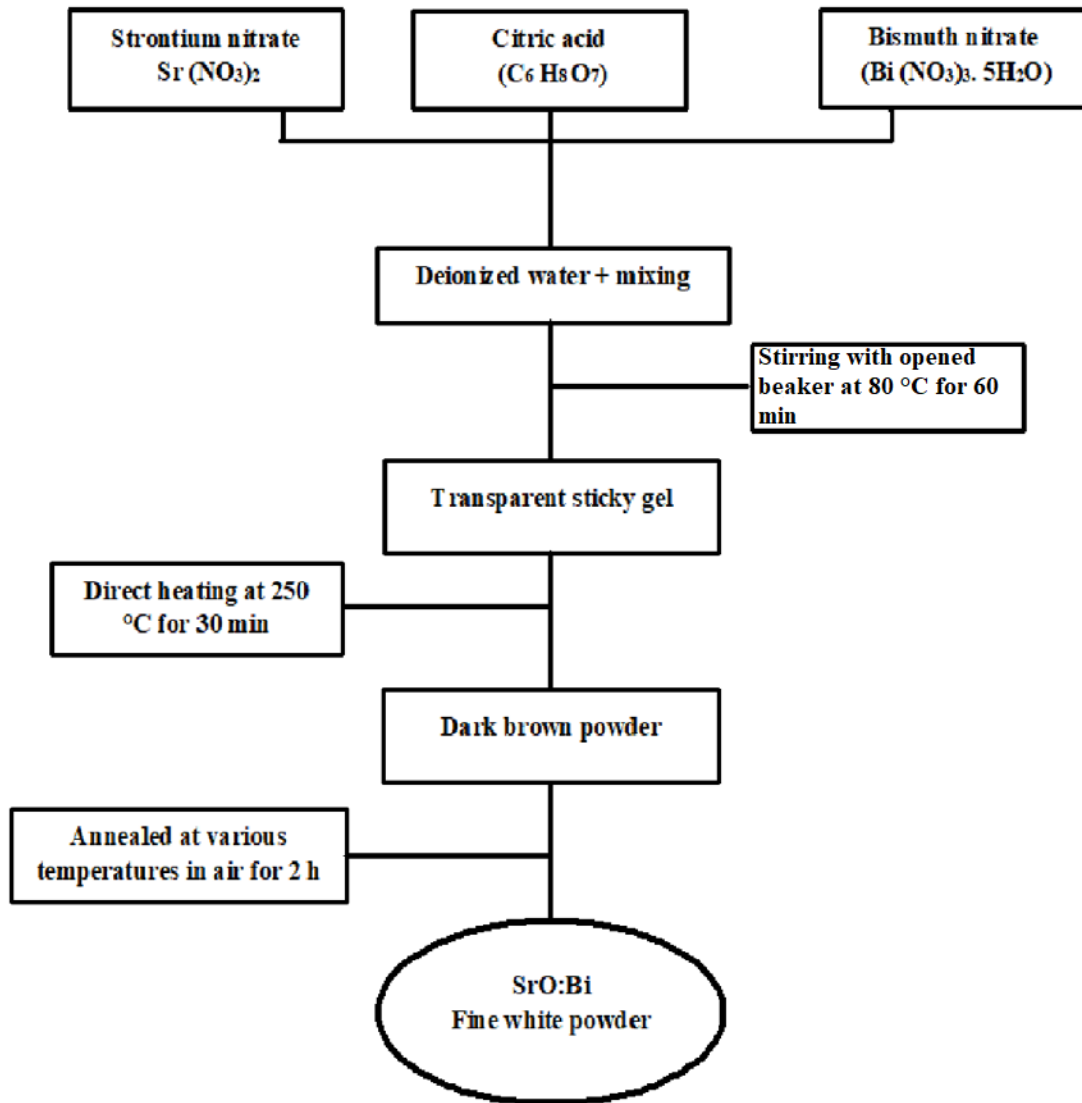 Strontium nitrate
Sr (NO₃)₂
Citric acid
(C₆ H₈ O₇)
Bismuth nitrate
(Bi (NO₃)₃. 5H₂O)
Deionized water + mixing
Stirring with opened
beaker at 80 °C for 60
min
Transparent sticky gel
Direct heating at 250
°C for 30 min
Dark brown powder
Annealed at various
temperatures in air for 2 h
SrO:Bi
Fine white powder